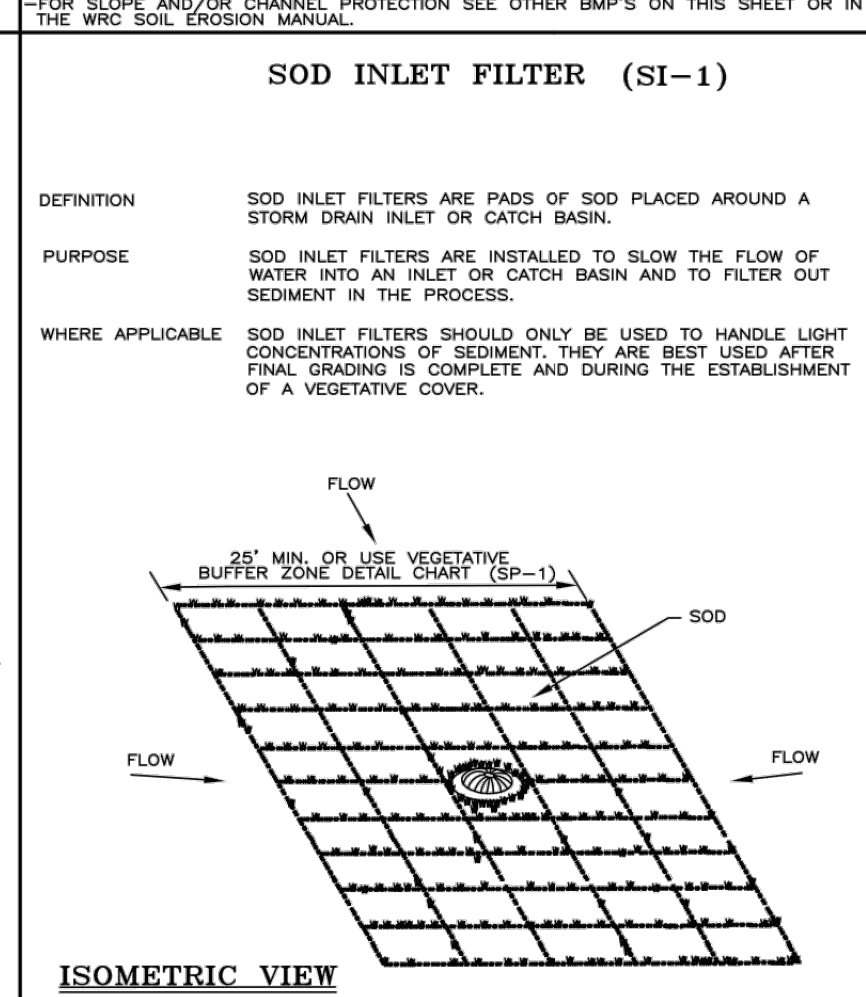 -FOR SLOPE AND/OR CHANNEL PROTECTION SEE OTHER BMP'S ON THIS SHEET OR IN
THE WRC SOIL EROSION MANUAL.
SOD INLET FILTER (SI-1)
DEFINITION SOD INLET FILTERS ARE PADS OF SOD PLACED AROUND A
STORM DRAIN INLET OR CATCH BASIN.
PURPOSE SOD INLET FILTERS ARE INSTALLED TO SLOW THE FLOW OF
WATER INTO AN INLET OR CATCH BASIN AND TO FILTER OUT
SEDIMENT IN THE PROCESS.
WHERE APPLICABLE SOD INLET FILTERS SHOULD ONLY BE USED TO HANDLE LIGHT
CONCENTRATIONS OF SEDIMENT. THEY ARE BEST USED AFTER
FINAL GRADING IS COMPLETE AND DURING THE ESTABLISHMENT
OF A VEGETATIVE COVER.
FLOW
25' MIN. OR USE VEGETATIVE
BUFFER ZONE DETAIL CHART (SP-1)
SOD
FLOW
FLOW
ISOMETRIC VIEW